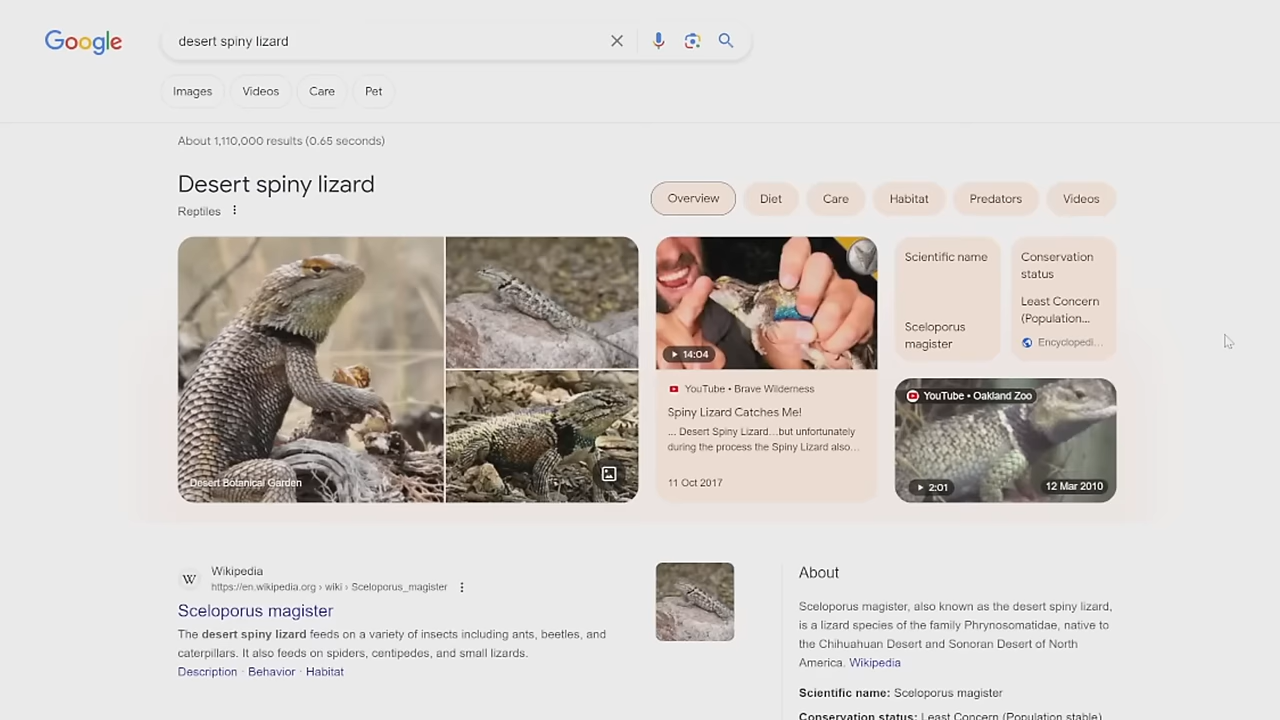 Google
desert spiny lizard
Images
Videos
Care
Pet
About 1,110,000 results (0.65 seconds)
Desert spiny lizard
Reptiles
Overview
Diet
Care
Habitat
Predators
Videos
Desert Botanical Garden
14:04
YouTube • Brave Wilderness
Spiny Lizard Catches Me!
... Desert Spiny Lizard...but unfortunately
during the process the Spiny Lizard also...
11 Oct 2017
Scientific name
Sceloporus
magister
Conservation
status
Least Concern
(Population...
Encyclopedi...
YouTube • Oakland Zoo
2:01
12 Mar 2010
W
Wikipedia
https://en.wikipedia.org › wiki › Sceloporus_magister
Sceloporus magister
The desert spiny lizard feeds on a variety of insects including ants, beetles, and
caterpillars. It also feeds on spiders, centipedes, and small lizards.
Description · Behavior · Habitat
About
Sceloporus magister, also known as the desert spiny lizard,
is a lizard species of the family Phrynosomatidae, native to
the Chihuahuan Desert and Sonoran Desert of North
America. Wikipedia
Scientific name: Sceloporus magister
Conservation status: Least Concern (Population stable)